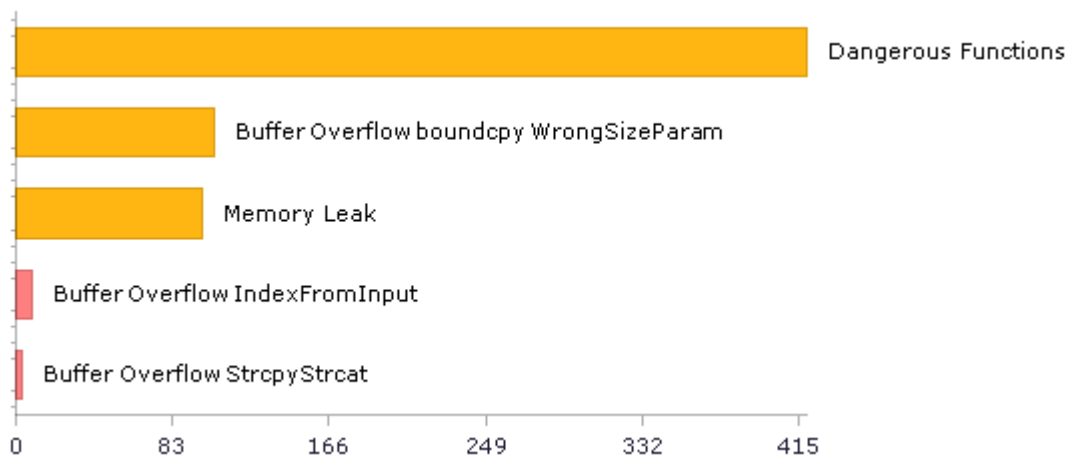 Dangerous Functions
Buffer Overflow boundcpy WrongSizeParam
Memory Leak
Buffer Overflow IndexFromInput
Buffer Overflow StrcpyStrcat
0 83 166 249 332 415